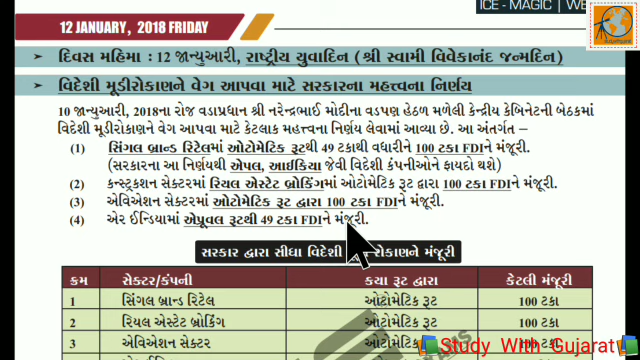 ICE - MAGIC | WE
12 JANUARY, 2018 FRIDAY
➢ દિવસ મહિમા : 12 જાન્યુઆરી, રાષ્ટ્રીય યુવાદિન (શ્રી સ્વામી વિવેકાનંદ જન્મદિન)
➢ વિદેશી મૂડીરોકાણને વેગ આપવા માટે સરકારના મહત્ત્વના નિર્ણય
10 જાન્યુઆરી, 2018ના રોજ વડાપ્રધાન શ્રી નરેન્દ્રભાઈ મોદીના વડપણ હેઠળ મળેલી કેન્દ્રીય કેબિનેટની બેઠકમાં
વિદેશી મૂડીરોકાણને વેગ આપવા માટે કેટલાક મહત્ત્વના નિર્ણય લેવામાં આવ્યા છે. આ અંતર્ગત –
(1) સિંગલ બ્રાન્ડ રિટેલમાં ઓટોમેટિક રૂટથી 49 ટકાથી વધારીને 100 ટકા FDIને મંજૂરી.
(સરકારના આ નિર્ણયથી એપલ, આઈકિયા જેવી વિદેશી કંપનીઓને ફાયદો થશે)
(2) કન્સ્ટ્રકશન સેક્ટરમાં રિયલ એસ્ટેટ બ્રોકિંગમાં ઓટોમેટિક રૂટ દ્વારા 100 ટકા FDIને મંજૂરી.
(3) એવિએશન સેક્ટરમાં ઓટોમેટિક રૂટ દ્વારા 100 ટકા FDIને મંજૂરી.
(4) એર ઈન્ડિયામાં એપ્રૂવલ રૂટથી 49 ટકા FDIને મંજૂરી.
સરકાર દ્વારા સીધા વિદેશી રોકાણને મંજૂરી
ક્રમ સેક્ટર/કંપની કયા રૂટ દ્વારા કેટલી મંજૂરી
1 સિંગલ બ્રાન્ડ રિટેલ ઓટોમેટિક રૂટ 100 ટકા
2 રિયલ એસ્ટેટ બ્રોકિંગ ઓટોમેટિક રૂટ 100 ટકા
3 એવિએશન સેક્ટર ઓટોમેટિક રૂટ 100 ટકા
Study With Gujarat